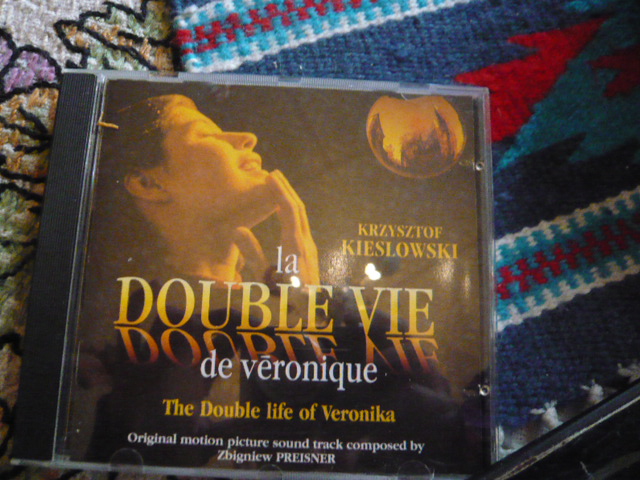 KRZYSZTOF
KIESLOWSKI
la
DOUBLE VIE
de vēronique
The Double life of Veronika
Original motion picture sound track composed by
Zbigniew PREISNER